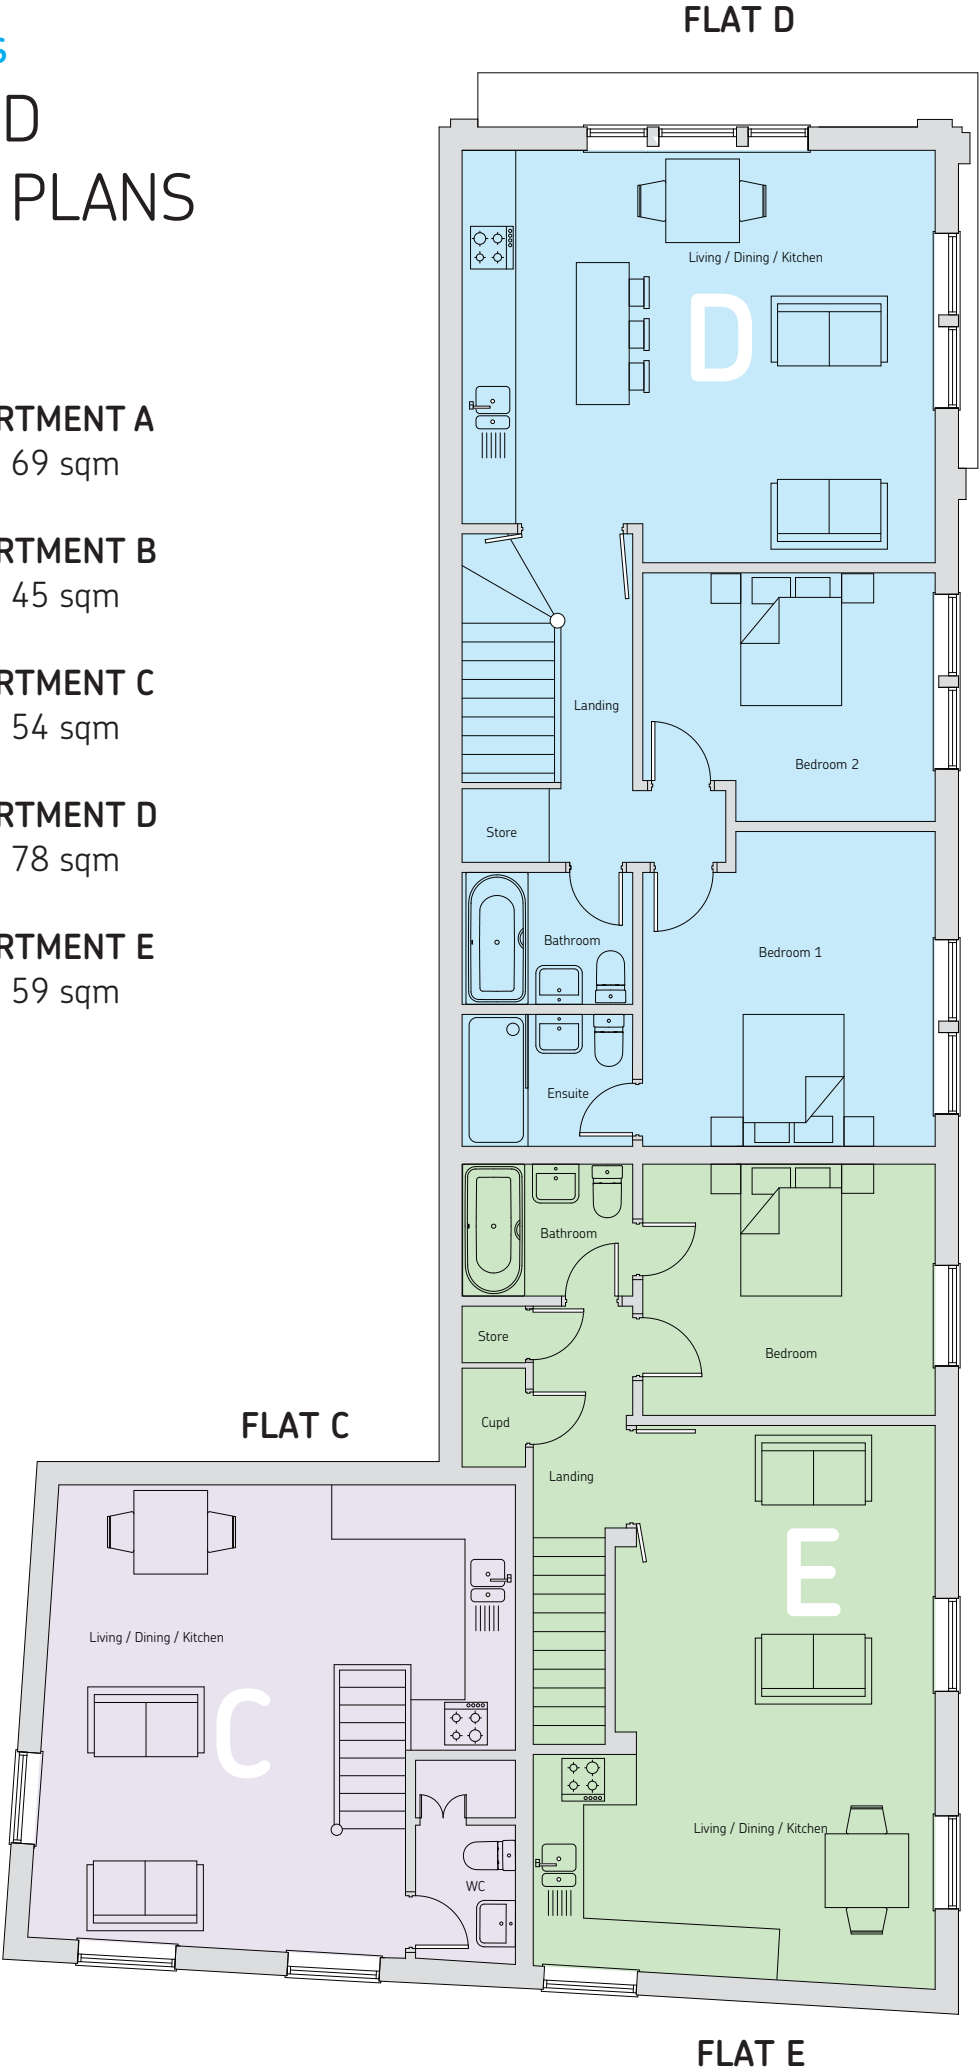 FLAT D
S
D
PLANS
RTMENT A
69 sqm
RTMENT B
45 sqm
RTMENT C
54 sqm
RTMENT D
78 sqm
RTMENT E
59 sqm
Living / Dining / Kitchen
D
Landing
Bedroom 2
Store
Bathroom
Bedroom 1
Ensuite
Bathroom
Store
Bedroom
Cupd
Landing
E
Living / Dining / Kitchen
FLAT C
Living / Dining / Kitchen
C
WC
FLAT E